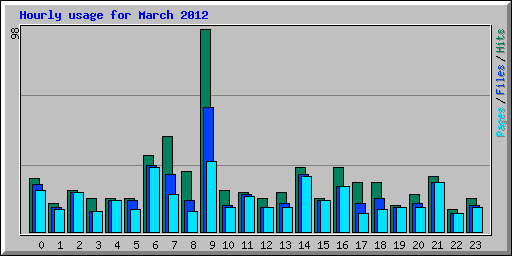 Hourly usage for March 2012
98
Pages / Files / Hits
0 1 2 3 4 5 6 7 8 9 10 11 12 13 14 15 16 17 18 19 20 21 22 23